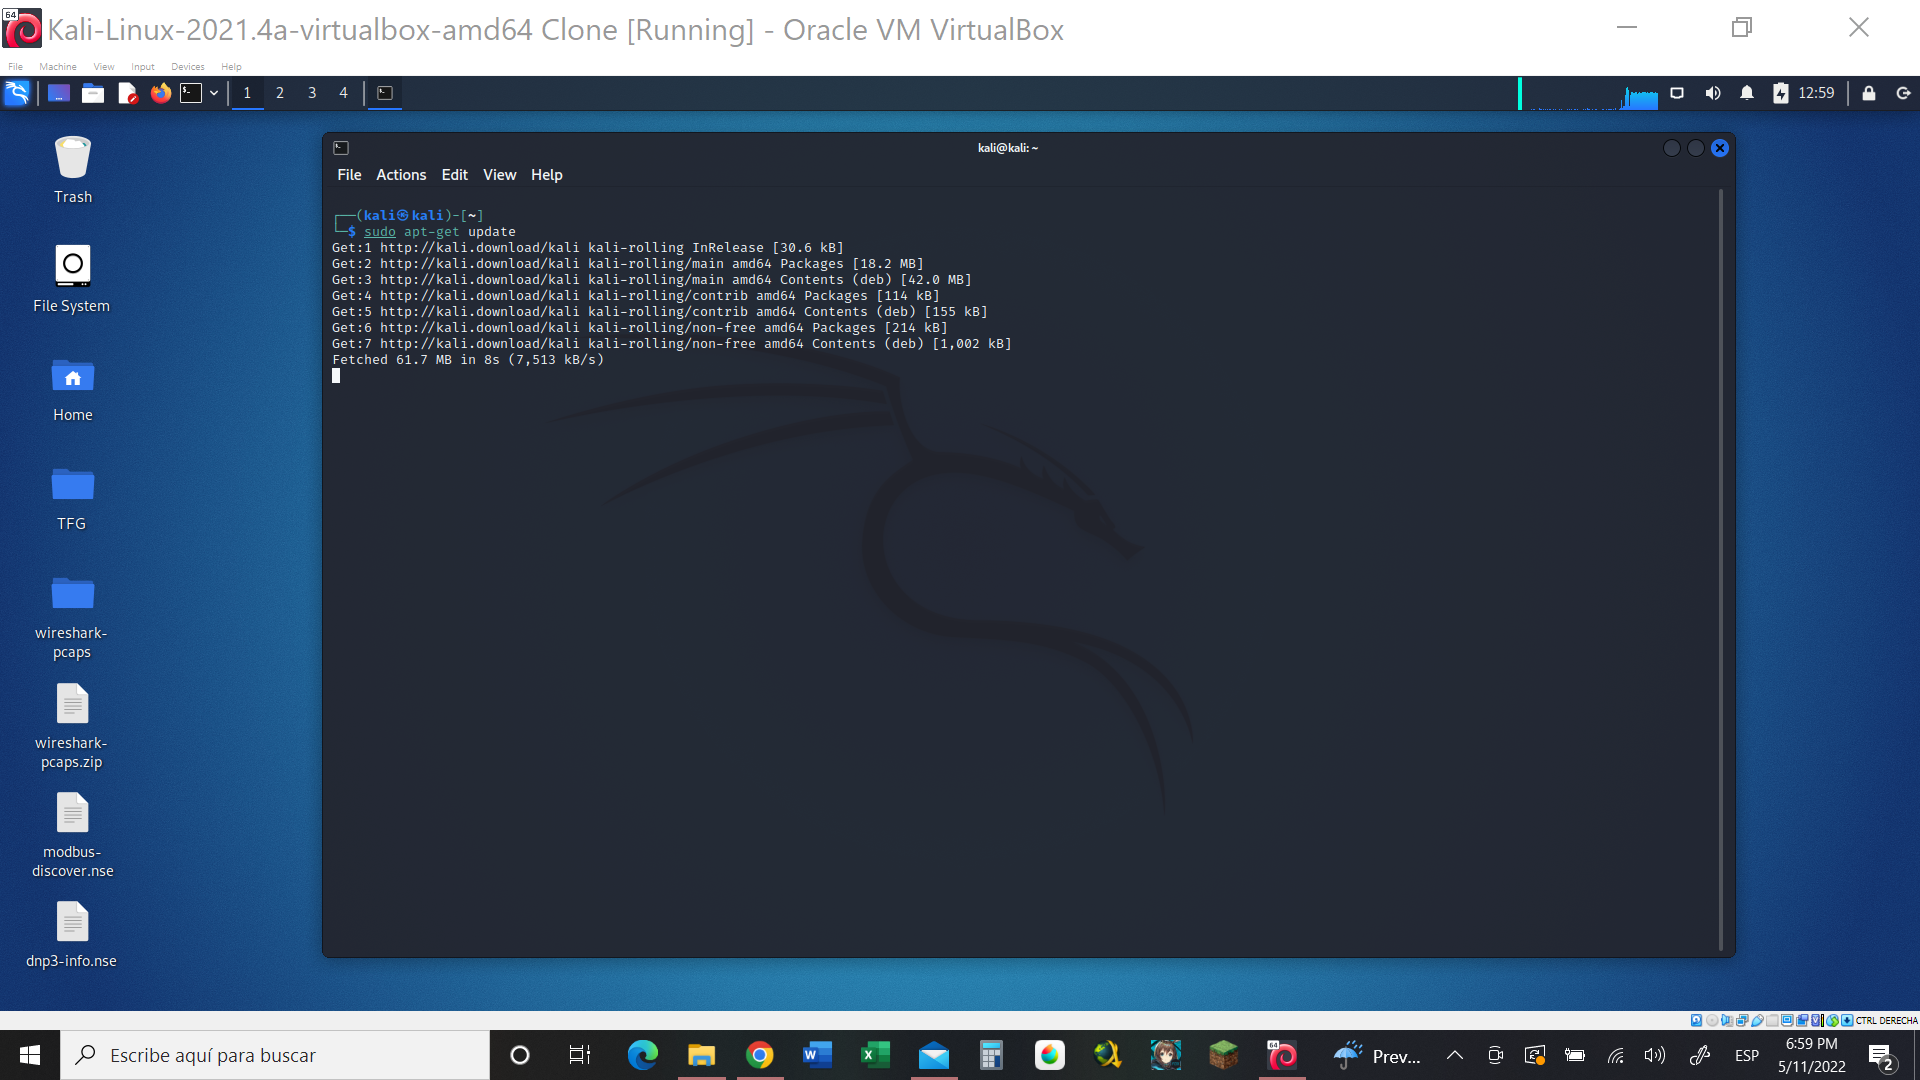 64
Kali-Linux-2021.4a-virtualbox-amd64 Clone [Running] - Oracle VM VirtualBox
File Machine View Input Devices Help
1 2 3 4
12:59
Trash
File System
Home
TFG
wireshark-
pcaps
wireshark-
pcaps.zip
modbus-
discover.nse
dnp3-info.nse
kali@kali: ~
File Actions Edit View Help
┌──(kali㉿kali)-[~]
└─$ sudo apt-get update
Get:1 http://kali.download/kali kali-rolling InRelease [30.6 kB]
Get:2 http://kali.download/kali kali-rolling/main amd64 Packages [18.2 MB]
Get:3 http://kali.download/kali kali-rolling/main amd64 Contents (deb) [42.0 MB]
Get:4 http://kali.download/kali kali-rolling/contrib amd64 Packages [114 kB]
Get:5 http://kali.download/kali kali-rolling/contrib amd64 Contents (deb) [155 kB]
Get:6 http://kali.download/kali kali-rolling/non-free amd64 Packages [214 kB]
Get:7 http://kali.download/kali kali-rolling/non-free amd64 Contents (deb) [1,002 kB]
Fetched 61.7 MB in 8s (7,513 kB/s)
CTRL DERECHA
Escribe aquí para buscar
64
Prev...
ESP
6:59 PM
5/11/2022
2